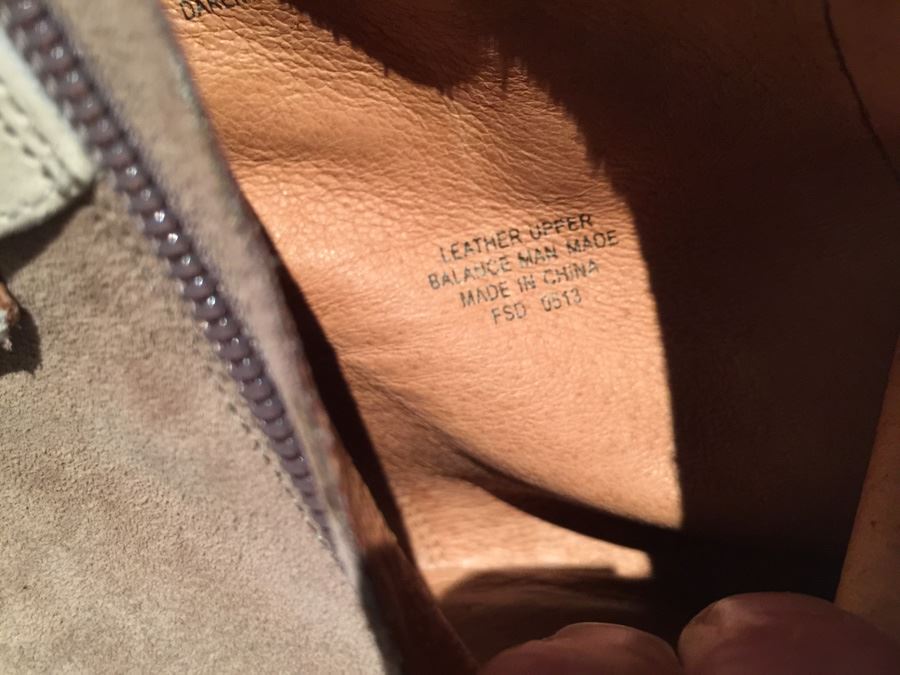 LEATHER UPPER
BALANCE MAN MADE
MADE IN CHINA
FSD 0513